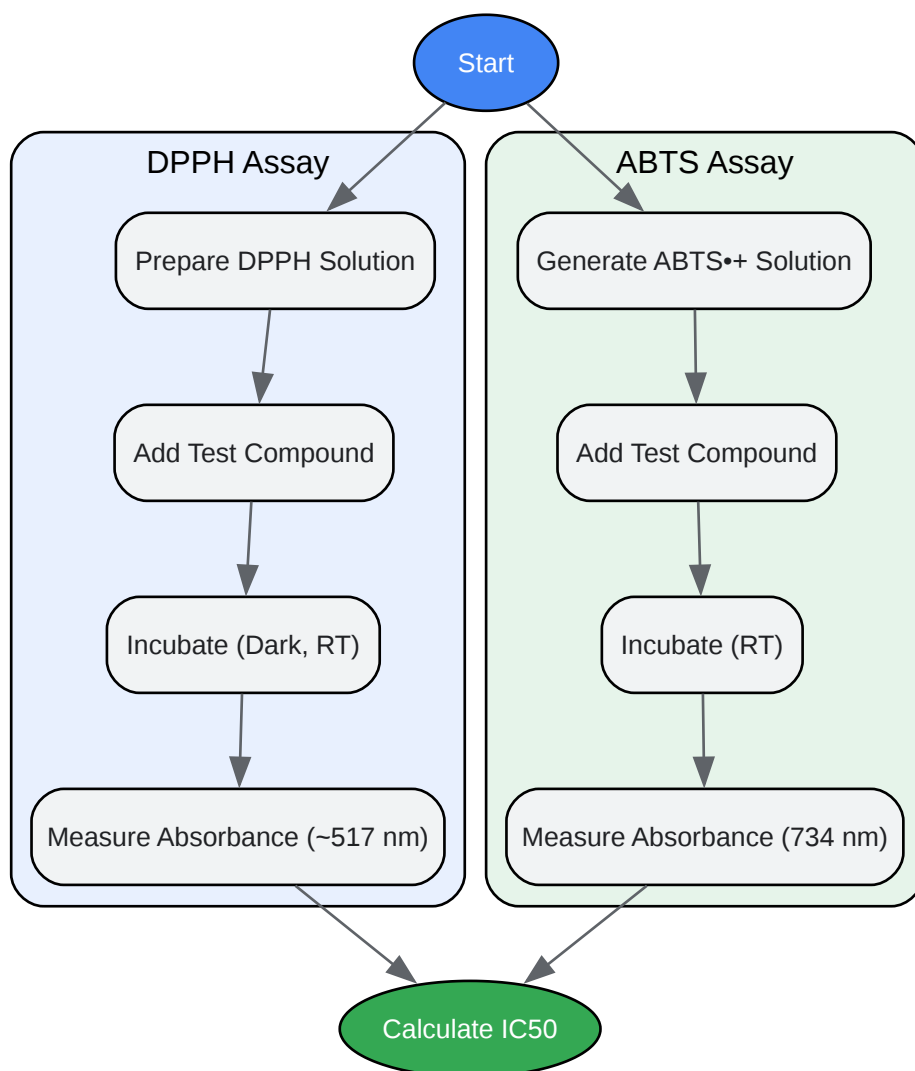 Start
DPPH Assay
Prepare DPPH Solution
Add Test Compound
Incubate (Dark, RT)
Measure Absorbance (~517 nm)
ABTS Assay
Generate ABTS•+ Solution
Add Test Compound
Incubate (RT)
Measure Absorbance (734 nm)
Calculate IC50